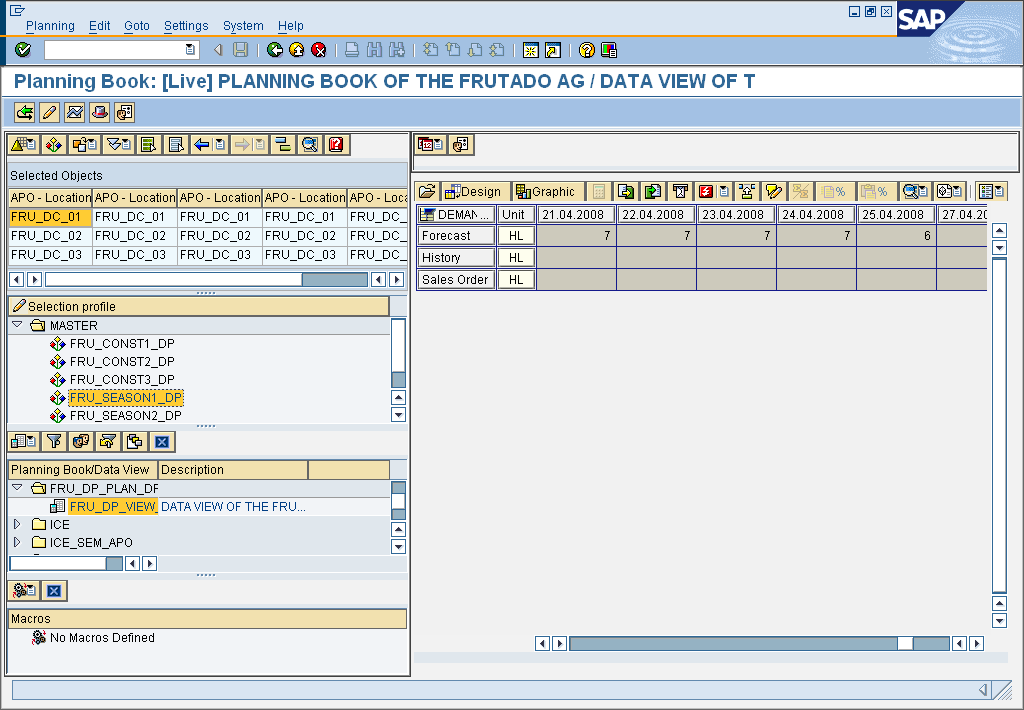 Planning Edit Goto Settings System Help
SAP
Planning Book: [Live] PLANNING BOOK OF THE FRUTADO AG / DATA VIEW OF T
Selected Objects
APO - Location APO - Location APO - Location APO - Location APO - Loca
FRU_DC_01 FRU_DC_01 FRU_DC_01 FRU_DC_01 FRU_DC_
FRU_DC_02 FRU_DC_02 FRU_DC_02 FRU_DC_02 FRU_DC_
FRU_DC_03 FRU_DC_03 FRU_DC_03 FRU_DC_03 FRU_DC_
Selection profile
MASTER
FRU_CONST1_DP
FRU_CONST2_DP
FRU_CONST3_DP
FRU_SEASON1_DP
FRU_SEASON2_DP
Planning Book/Data View Description
FRU_DP_PLAN_DF
FRU_DP_VIEW_ DATA VIEW OF THE FRU...
ICE
ICE_SEM_APO
Macros
No Macros Defined
Design Graphic
DEMAN... Unit 21.04.2008 22.04.2008 23.04.2008 24.04.2008 25.04.2008 27.04.20
Forecast HL 7 7 7 7 6
History HL
Sales Order HL